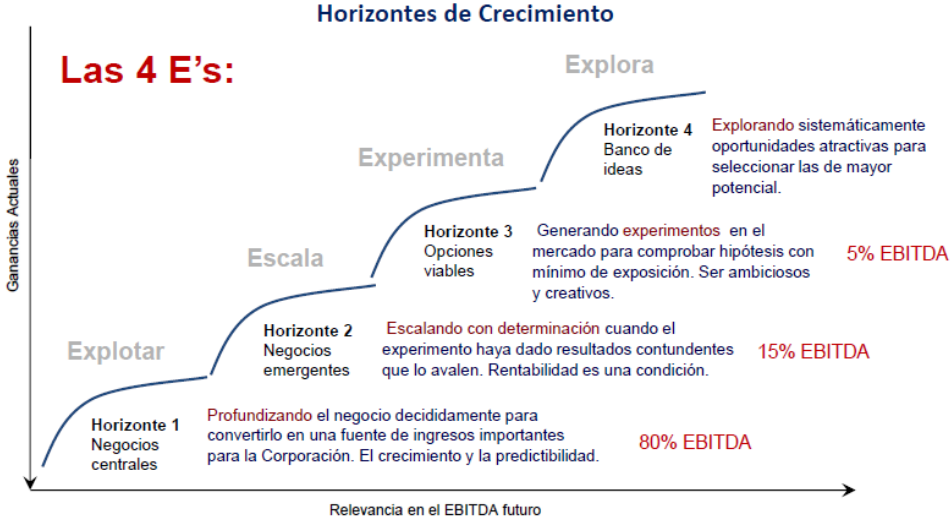 Horizontes de Crecimiento
Las 4 E's:
Explora
Horizonte 4
Banco de
ideas
Explorando sistemáticamente
oportunidades atractivas para
seleccionar las de mayor
potencial.
Experimenta
Horizonte 3
Opciones
viables
Generando experimentos en el
mercado para comprobar hipótesis con
mínimo de exposición. Ser ambiciosos
y creativos.
5% EBITDA
Escala
Horizonte 2
Negocios
emergentes
Escalando con determinación cuando el
experimento haya dado resultados contundentes
que lo avalen. Rentabilidad es una condición.
15% EBITDA
Explotar
Horizonte 1
Negocios
centrales
Profundizando el negocio decididamente para
convertirlo en una fuente de ingresos importantes
para la Corporación. El crecimiento y la predictibilidad.
80% EBITDA
Ganancias Actuales
Relevancia en el EBITDA futuro